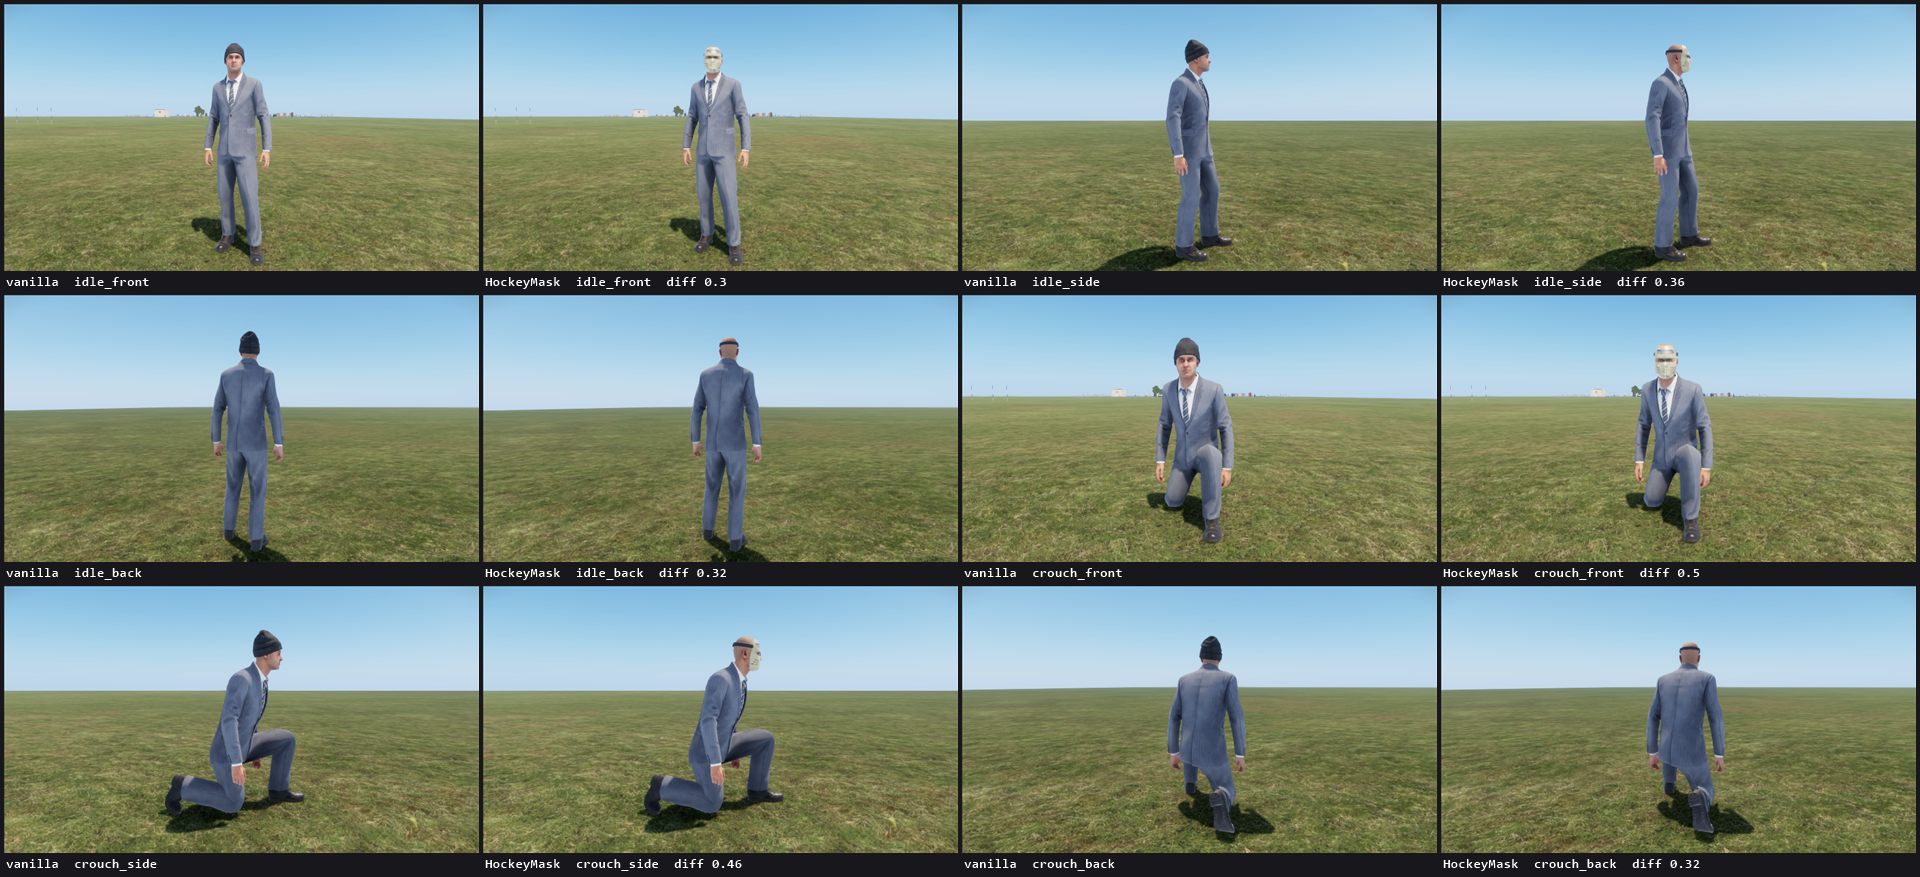 vanilla idle_front
HockeyMask idle_front diff 0.3
vanilla idle_side
HockeyMask idle_side diff 0.36
vanilla idle_back
HockeyMask idle_back diff 0.32
vanilla crouch_front
HockeyMask crouch_front diff 0.5
vanilla crouch_side
HockeyMask crouch_side diff 0.46
vanilla crouch_back
HockeyMask crouch_back diff 0.32